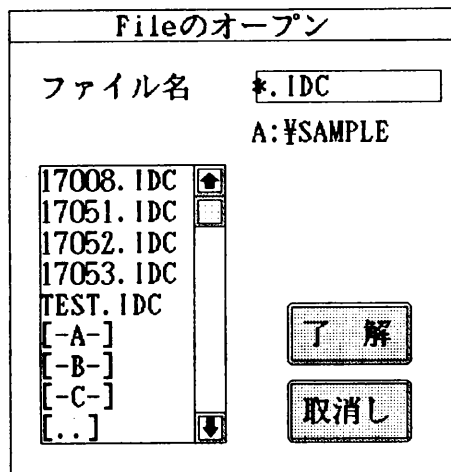 Fileのオープン
ファイル名 *.IDC
A:¥SAMPLE
17008.IDC
17051.IDC
17052.IDC
17053.IDC
TEST.IDC
[-A-]
[-B-]
[-C-]
[..]
了 解
取消し